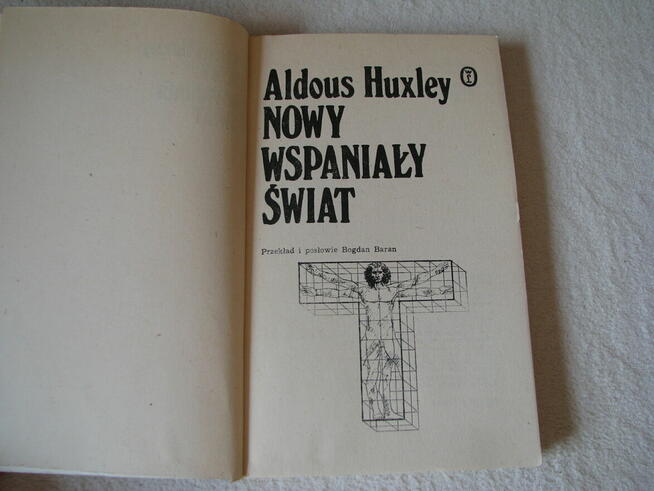 Aldous Huxley
NOWY
WSPANIAŁY
ŚWIAT
Przekład i posłowie Bogdan Baran